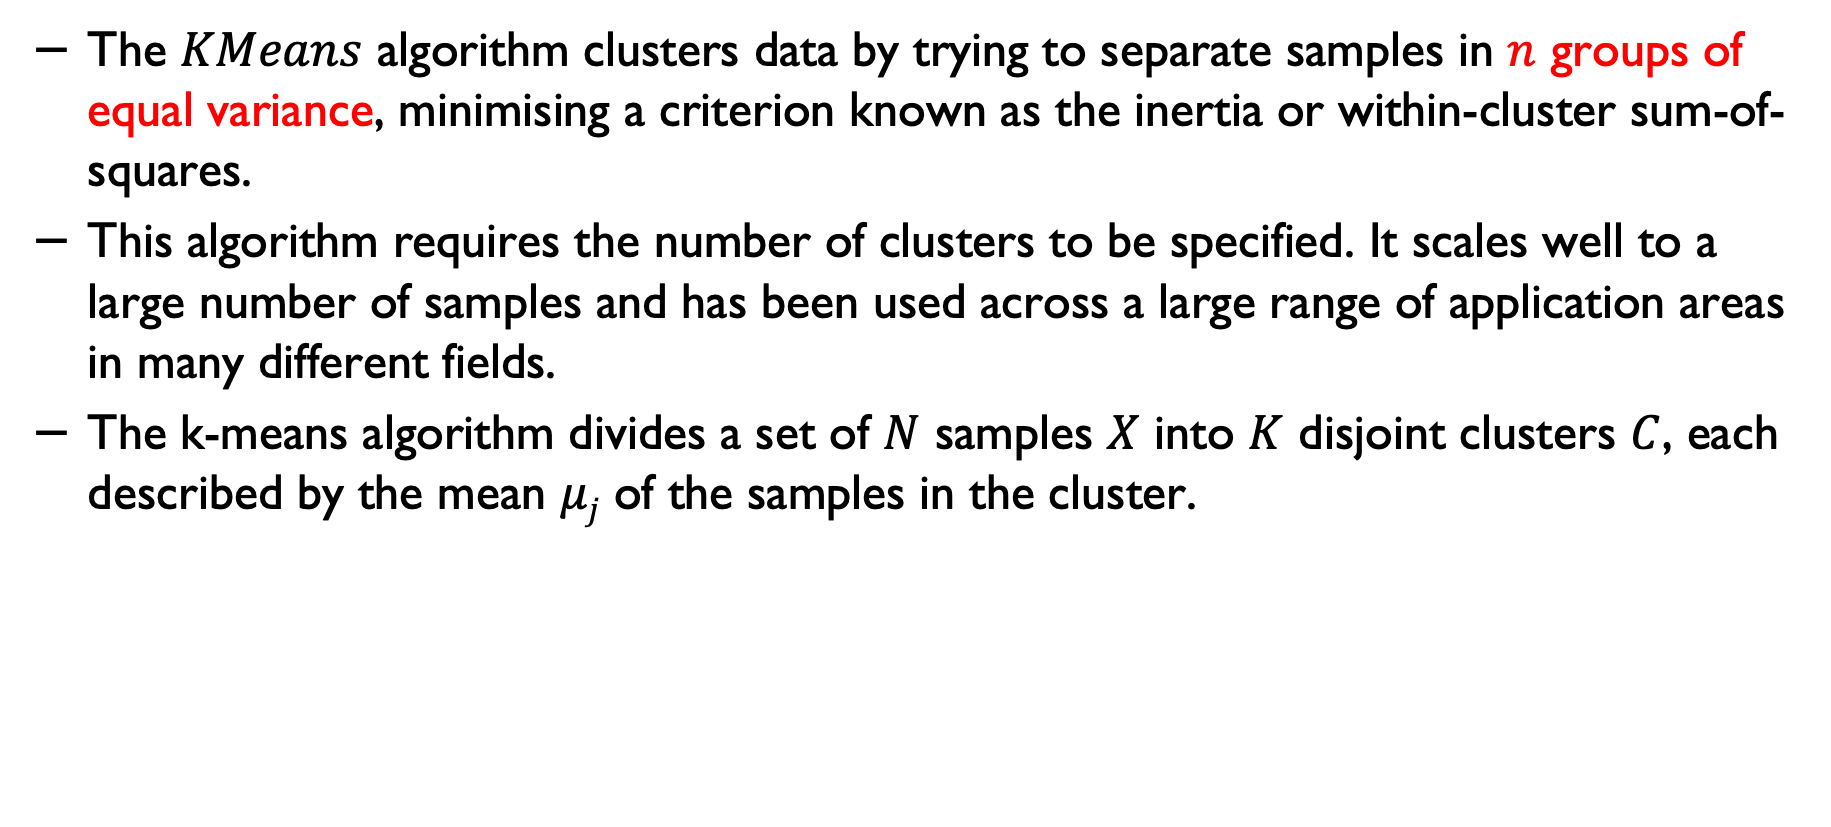 – The KMeans algorithm clusters data by trying to separate samples in n groups of
equal variance, minimising a criterion known as the inertia or within-cluster sum-of-
squares.
– This algorithm requires the number of clusters to be specified. It scales well to a
large number of samples and has been used across a large range of application areas
in many different fields.
– The k-means algorithm divides a set of N samples X into K disjoint clusters C, each
described by the mean μⱼ of the samples in the cluster.